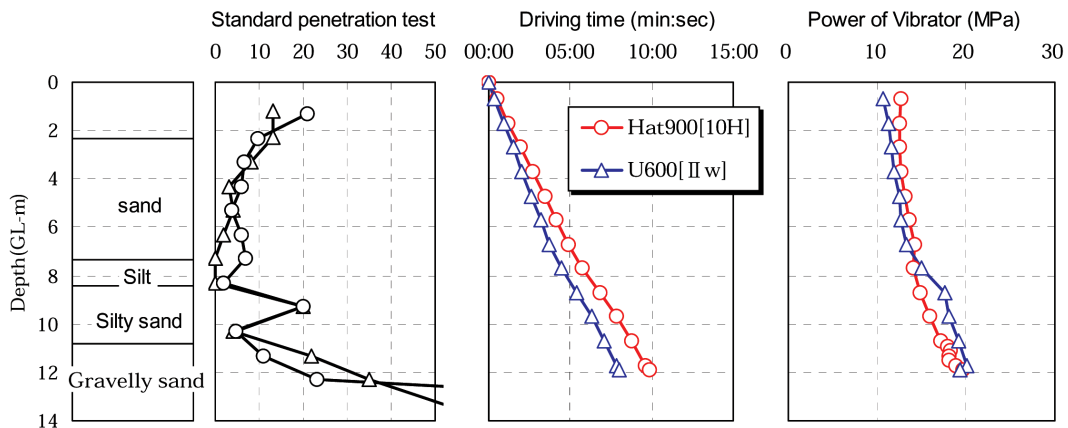 Standard penetration test
0 10 20 30 40 50
Driving time (min:sec)
00:00 05:00 10:00 15:00
Power of Vibrator (MPa)
0 10 20 30
Depth(GL-m)
0
2
4
6
8
10
12
14
sand
Silt
Silty sand
Gravelly sand
Hat900[10H]
U600[Ⅱw]